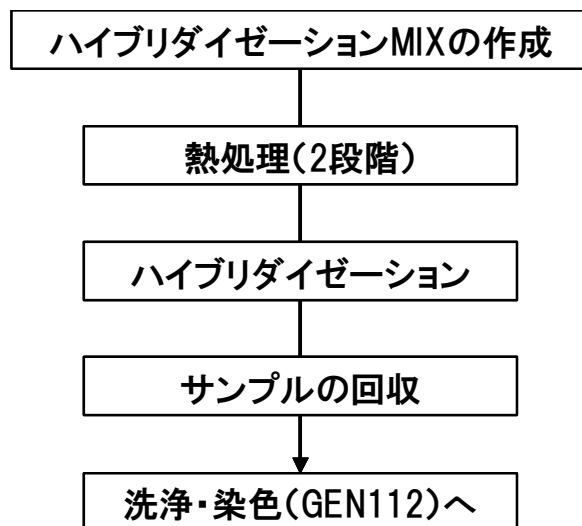 ハイブリダイゼーションMIXの作成
熱処理(2段階)
ハイブリダイゼーション
サンプルの回収
洗浄・染色(GEN112)へ